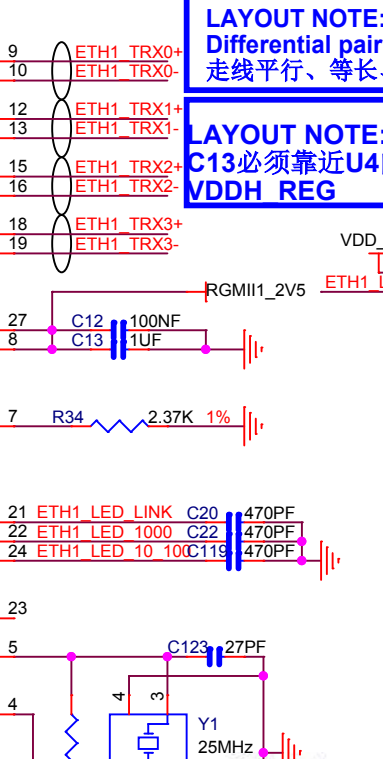 LAYOUT NOTE:
Differential pair
走线平行、等长、
9 ETH1_TRX0+
10 ETH1_TRX0-
12 ETH1_TRX1+
13 ETH1_TRX1-
LAYOUT NOTE:
C13必须靠近U4
VDDH_REG
15 ETH1_TRX2+
16 ETH1_TRX2-
18 ETH1_TRX3+
19 ETH1_TRX3-
VDD_
RGMII1_2V5 ETH1_L
27 C12 100NF
8 C13 1UF
7 R34 2.37K 1%
21 ETH1_LED_LINK C20 470PF
22 ETH1_LED_1000 C22 470PF
24 ETH1_LED_10_100 C119 470PF
23
5 C123 27PF
4 4 3
Y1
25MHz